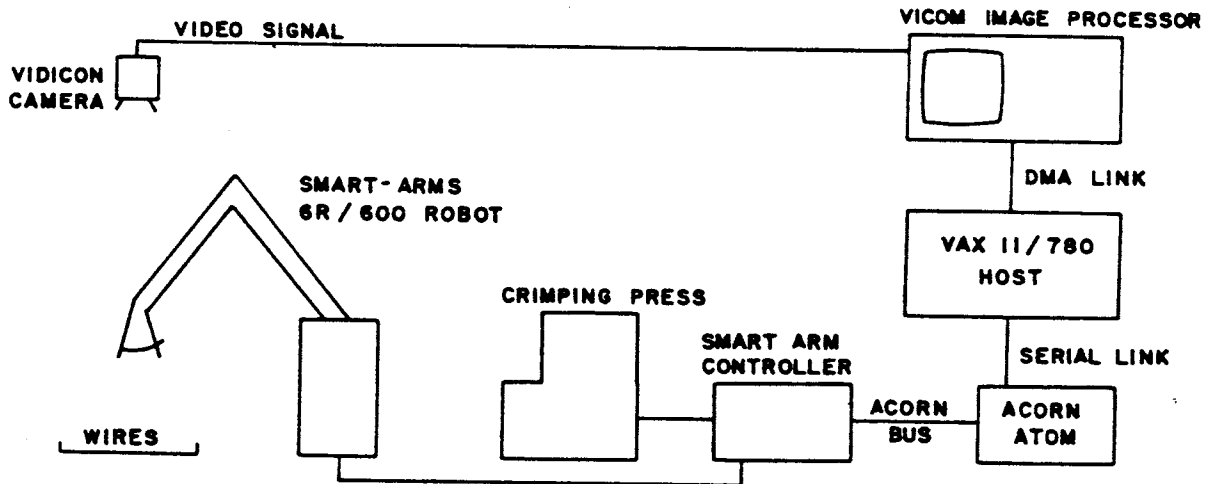 VIDEO SIGNAL
VICOM IMAGE PROCESSOR
VIDICON
CAMERA
DMA LINK
SMART-ARMS
6R/600 ROBOT
VAX 11/780
HOST
CRIMPING PRESS
SMART ARM
CONTROLLER
SERIAL LINK
ACORN
BUS
ACORN
ATOM
WIRES